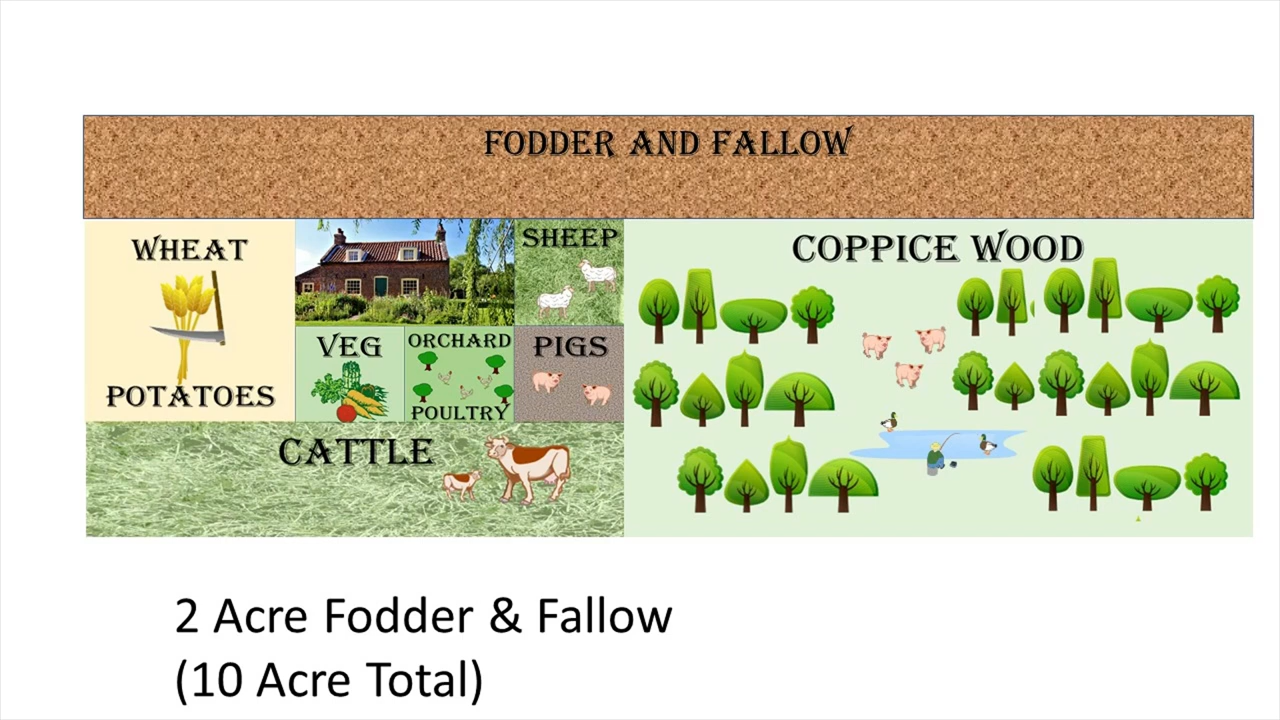 FODDER AND FALLOW
WHEAT
POTATOES
SHEEP
VEG
ORCHARD
POULTRY
PIGS
CATTLE
COPPICE WOOD
2 Acre Fodder & Fallow
(10 Acre Total)